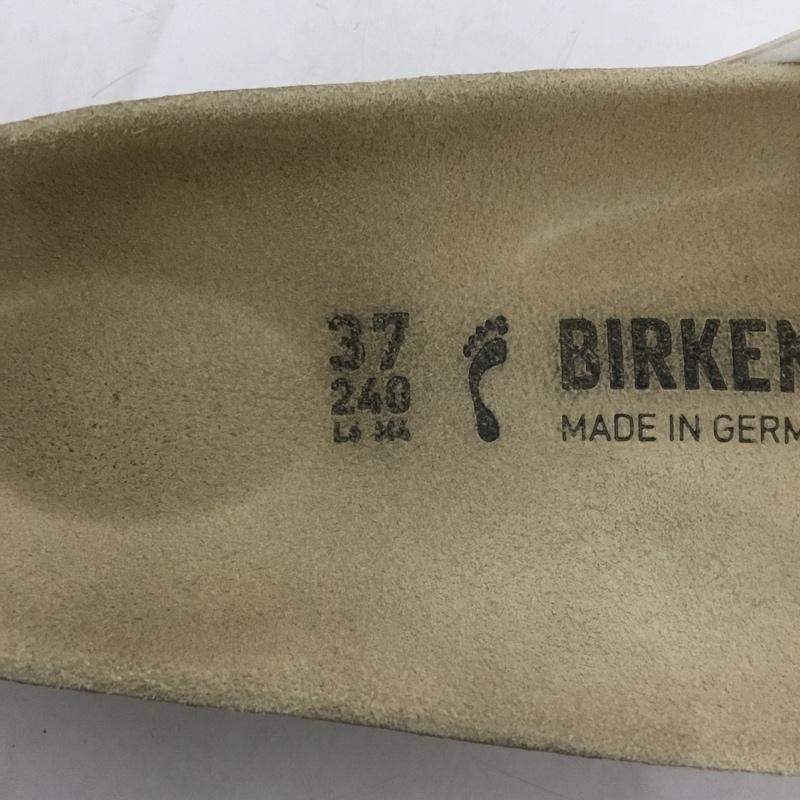 37
240
L6 M4
BIRKEN
MADE IN GERM